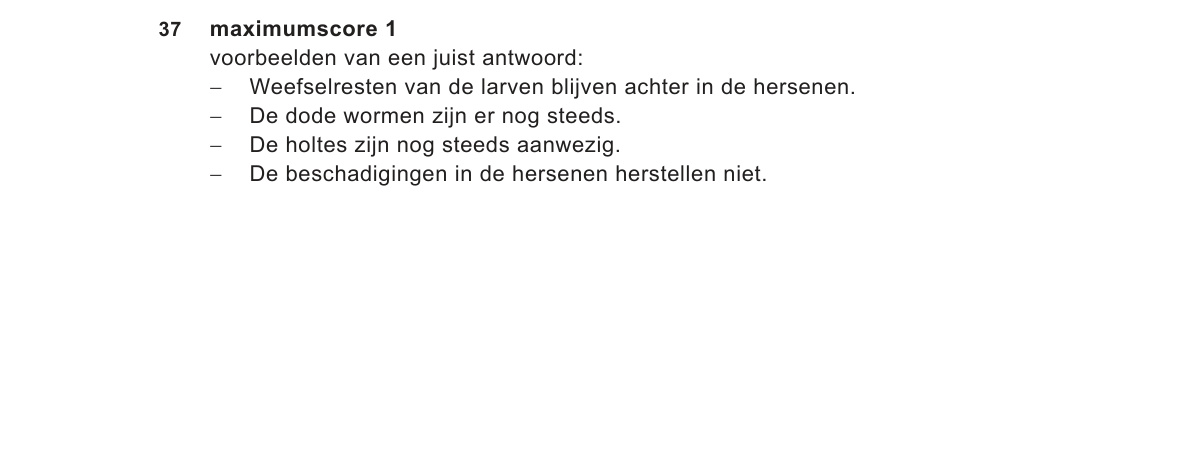 37 maximumscore 1
voorbeelden van een juist antwoord:
– Weefselresten van de larven blijven achter in de hersenen.
– De dode wormen zijn er nog steeds.
– De holtes zijn nog steeds aanwezig.
– De beschadigingen in de hersenen herstellen niet.